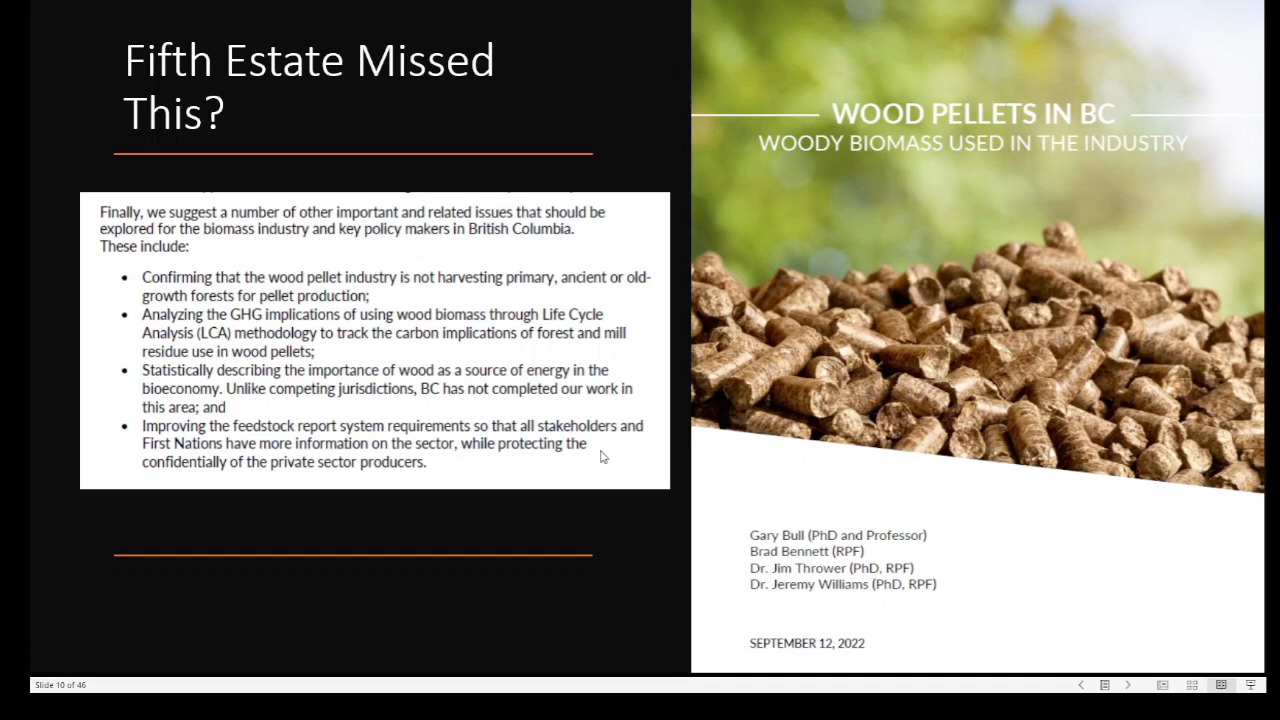 Fifth Estate Missed
This?
Finally, we suggest a number of other important and related issues that should be
explored for the biomass industry and key policy makers in British Columbia.
These include:
• Confirming that the wood pellet industry is not harvesting primary, ancient or old-
growth forests for pellet production;
• Analyzing the GHG implications of using wood biomass through Life Cycle
Analysis (LCA) methodology to track the carbon implications of forest and mill
residue use in wood pellets;
• Statistically describing the importance of wood as a source of energy in the
bioeconomy. Unlike competing jurisdictions, BC has not completed our work in
this area; and
• Improving the feedstock report system requirements so that all stakeholders and
First Nations have more information on the sector, while protecting the
confidentially of the private sector producers.
WOOD PELLETS IN BC
WOODY BIOMASS USED IN THE INDUSTRY
Gary Bull (PhD and Professor)
Brad Bennett (RPF)
Dr. Jim Thrower (PhD, RPF)
Dr. Jeremy Williams (PhD, RPF)
SEPTEMBER 12, 2022
Slide 10 of 46